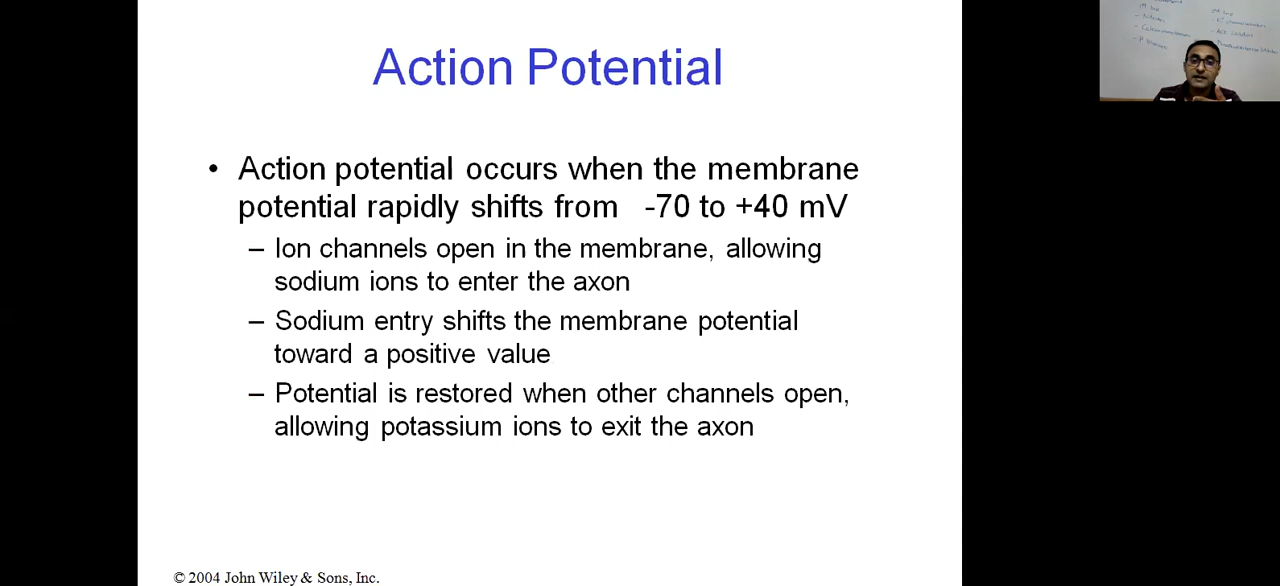 Action Potential
• Action potential occurs when the membrane
potential rapidly shifts from -70 to +40 mV
– Ion channels open in the membrane, allowing
sodium ions to enter the axon
– Sodium entry shifts the membrane potential
toward a positive value
– Potential is restored when other channels open,
allowing potassium ions to exit the axon
© 2004 John Wiley & Sons, Inc.